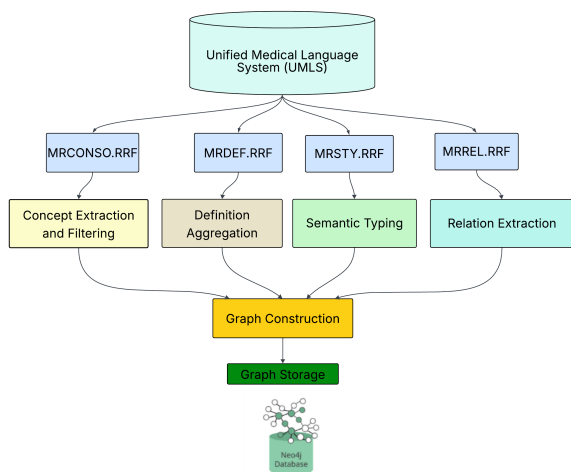 Unified Medical Language
System (UMLS)
MRCONSO.RRF
MRDEF.RRF
MRSTY.RRF
MRREL.RRF
Concept Extraction
and Filtering
Definition
Aggregation
Semantic Typing
Relation Extraction
Graph Construction
Graph Storage
Neo4j
Database